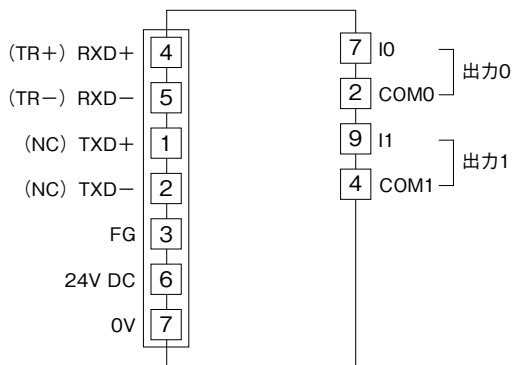 (TR+) RXD+ 4
(TR−) RXD− 5
(NC) TXD+ 1
(NC) TXD− 2
FG 3
24V DC 6
0V 7
7 I0
2 COM0
出力0
9 I1
4 COM1
出力1